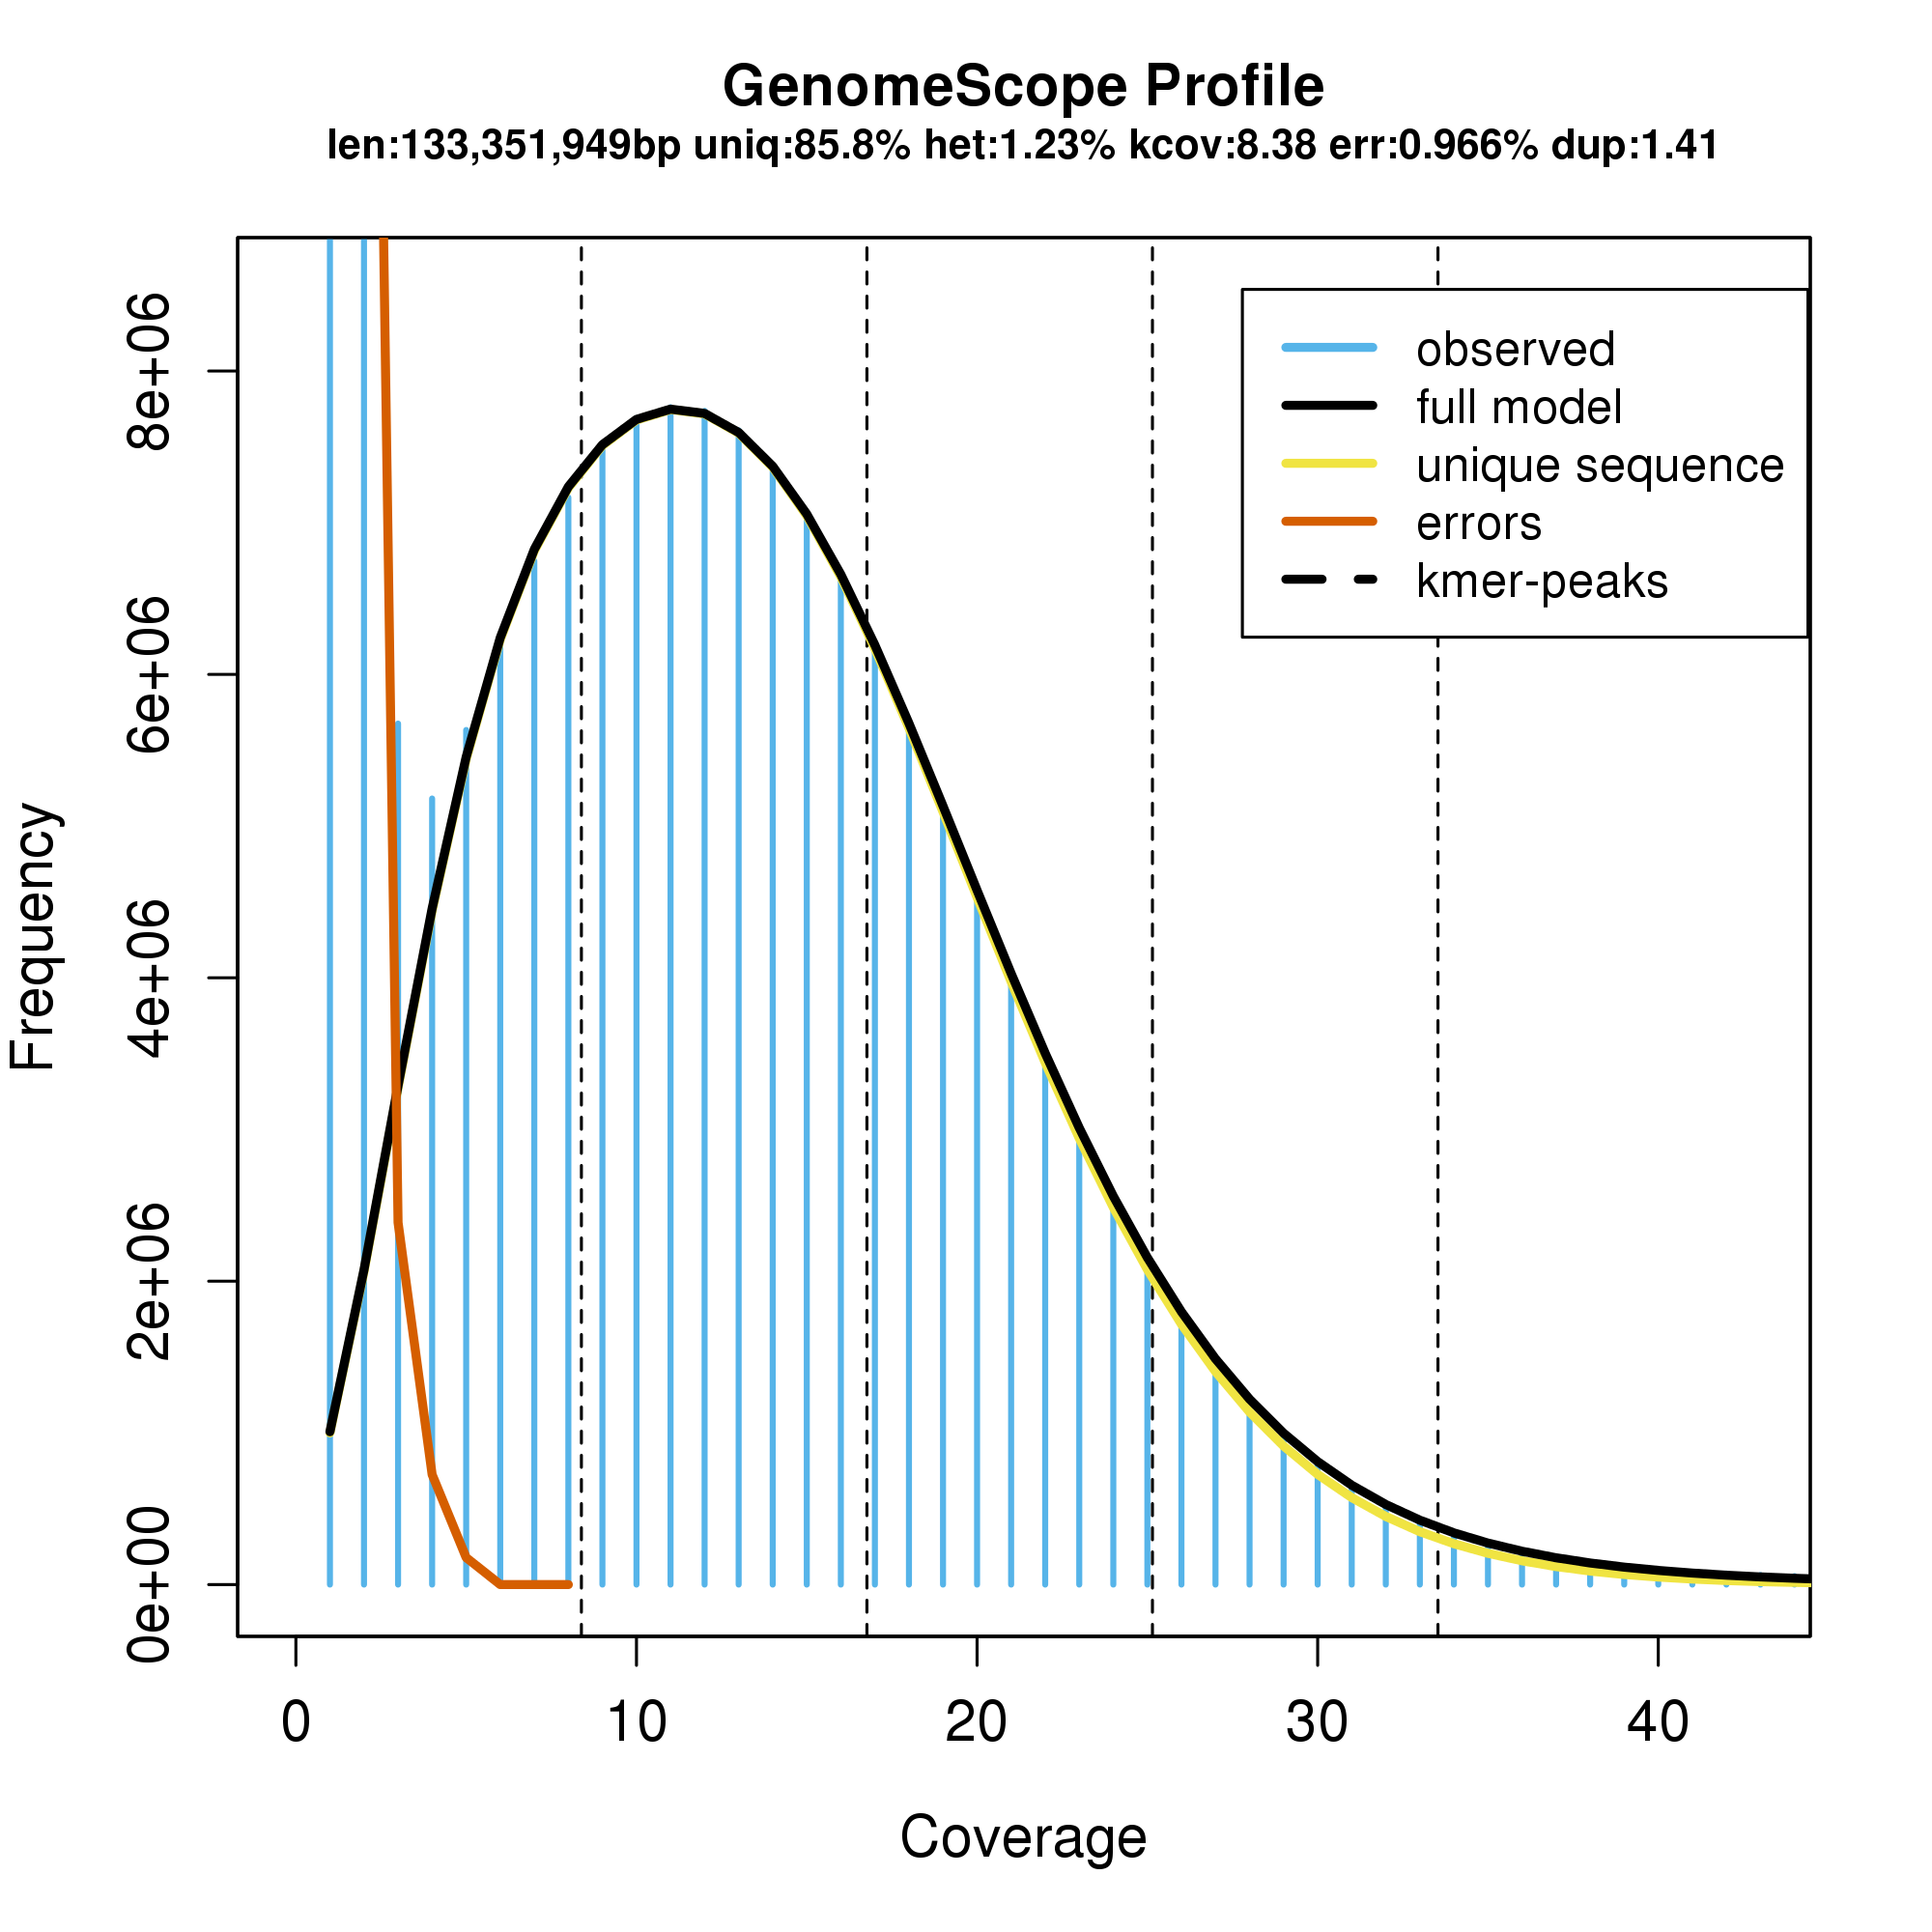 GenomeScope Profile
len:133,351,949bp uniq:85.8% het:1.23% kcov:8.38 err:0.966% dup:1.41
observed
full model
unique sequence
errors
kmer-peaks
Frequency
8e+06
6e+06
4e+06
2e+06
0e+00
0 10 20 30 40
Coverage